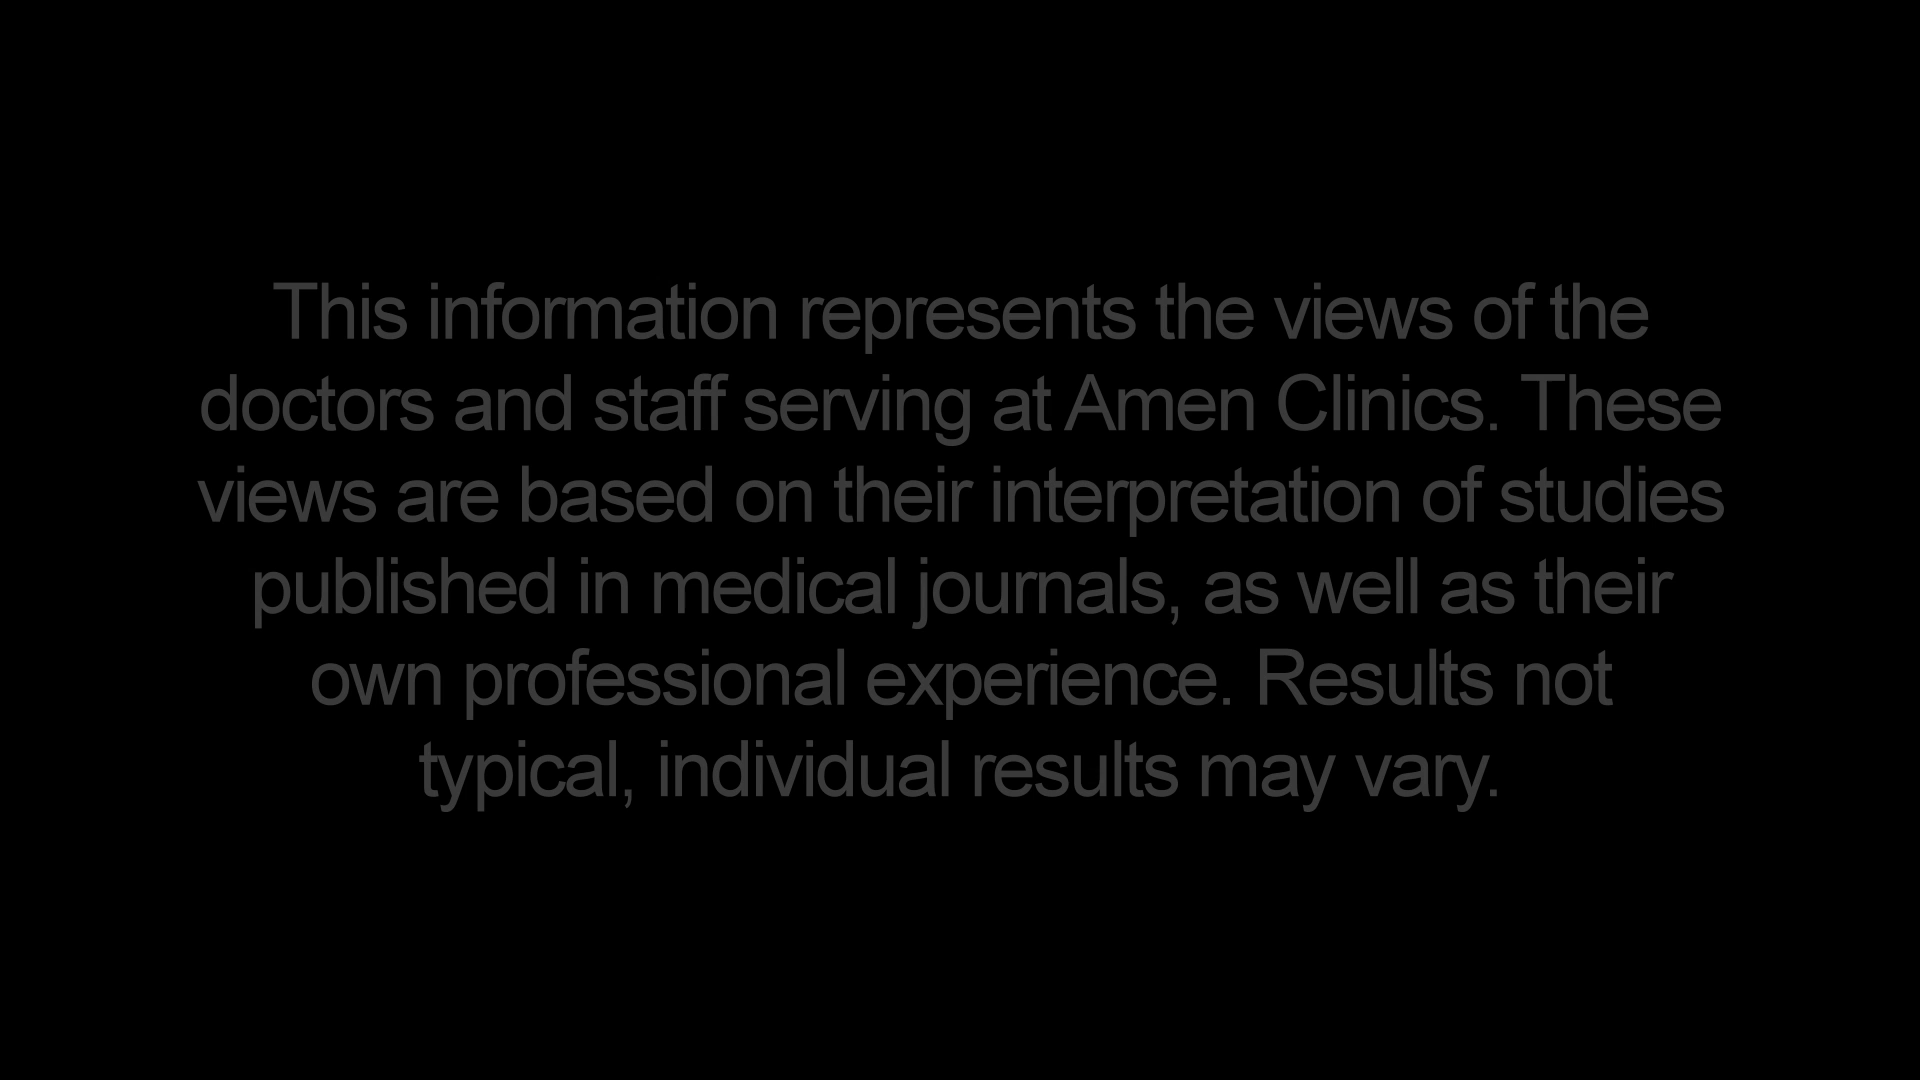 This information represents the views of the
doctors and staff serving at Amen Clinics. These
views are based on their interpretation of studies
published in medical journals, as well as their
own professional experience. Results not
typical, individual results may vary.